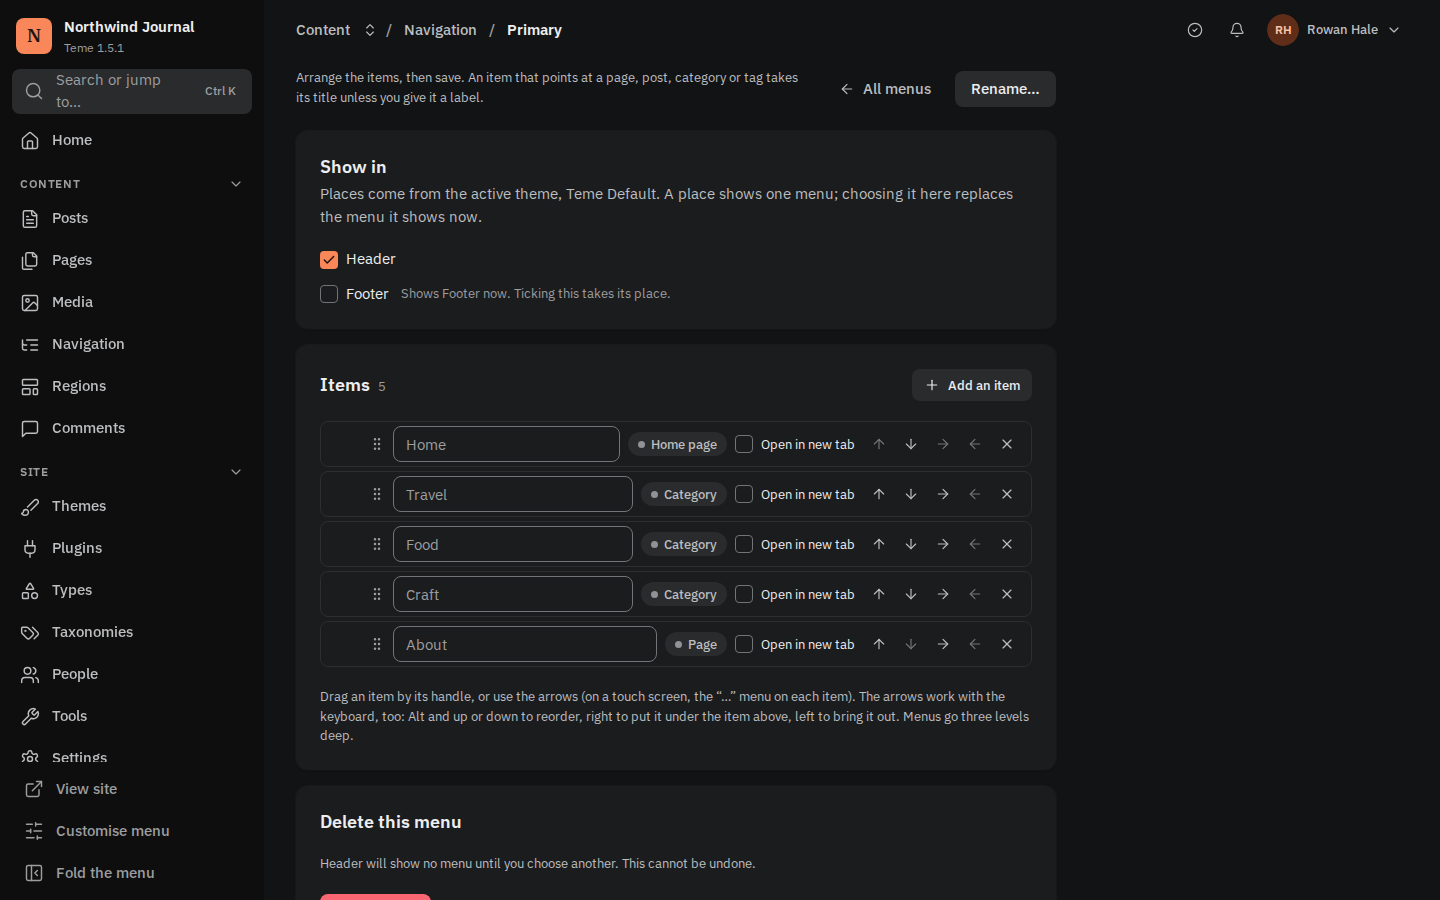 N
Northwind Journal
Teme 1.5.1
Search or jump
to...
Ctrl K
Home
CONTENT
Posts
Pages
Media
Navigation
Regions
Comments
SITE
Themes
Plugins
Types
Taxonomies
People
Tools
Settings
View site
Customise menu
Fold the menu
Content / Navigation / Primary
RH Rowan Hale
Arrange the items, then save. An item that points at a page, post, category or tag takes
its title unless you give it a label.
All menus
Rename...
Show in
Places come from the active theme, Teme Default. A place shows one menu; choosing it here replaces
the menu it shows now.
Header
Footer Shows Footer now. Ticking this takes its place.
Items 5
Add an item
Home Home page Open in new tab
Travel Category Open in new tab
Food Category Open in new tab
Craft Category Open in new tab
About Page Open in new tab
Drag an item by its handle, or use the arrows (on a touch screen, the “…” menu on each item). The arrows work with the
keyboard, too: Alt and up or down to reorder, right to put it under the item above, left to bring it out. Menus go three levels
deep.
Delete this menu
Header will show no menu until you choose another. This cannot be undone.